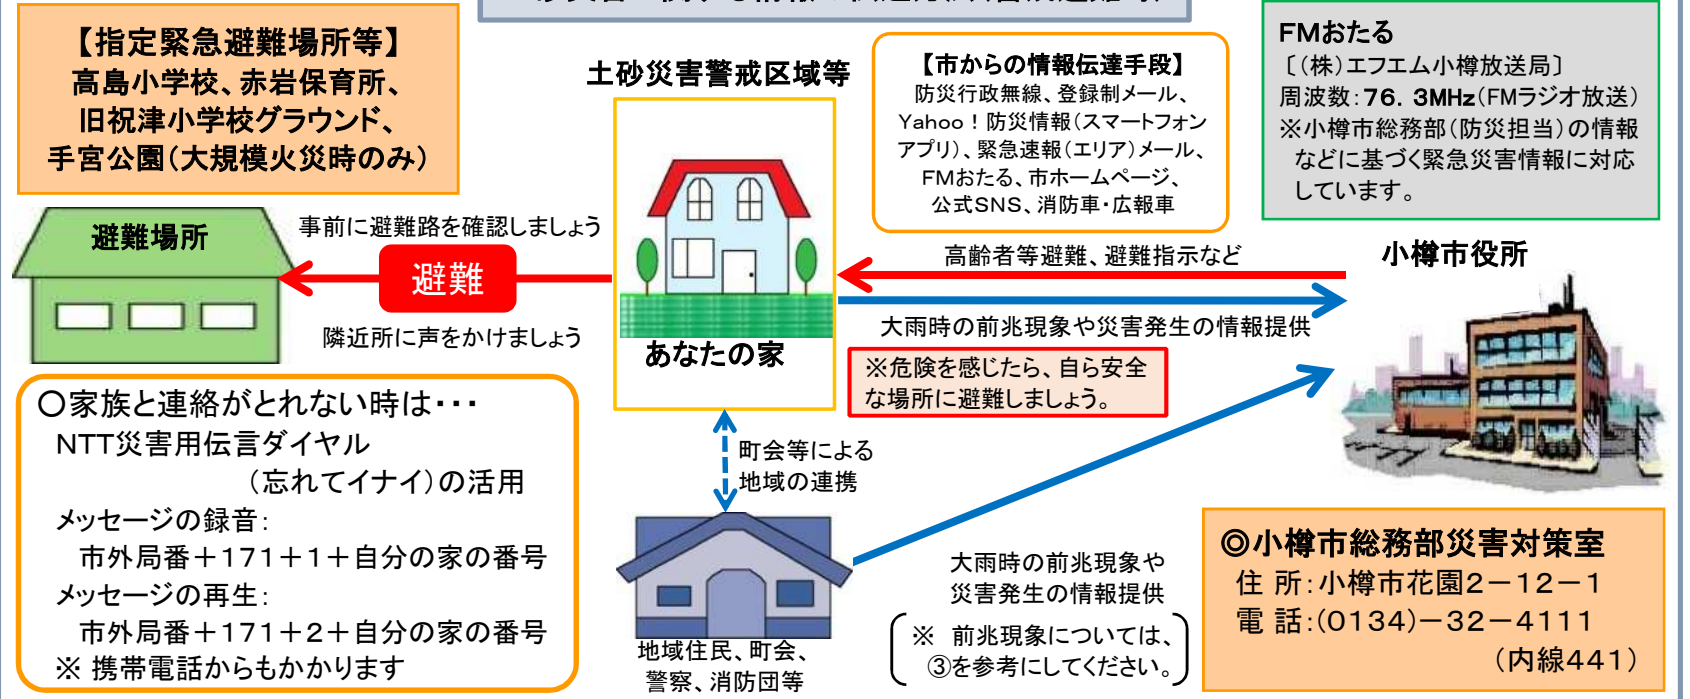 【指定緊急避難場所等】
高島小学校、赤岩保育所、
旧祝津小学校グラウンド、
手宮公園(大規模火災時のみ)
土砂災害警戒区域等
【市からの情報伝達手段】
防災行政無線、登録制メール、
Yahoo！防災情報(スマートフォン
アプリ)、緊急速報(エリア)メール、
FMおたる、市ホームページ、
公式SNS、消防車・広報車
FMおたる
〔(株)エフエム小樽放送局〕
周波数：76．3MHz(FMラジオ放送)
※小樽市総務部(防災担当)の情報
などに基づく緊急災害情報に対応
しています。
避難場所
事前に避難路を確認しましょう
避難
隣近所に声をかけましょう
あなたの家
高齢者等避難、避難指示など
小樽市役所
大雨時の前兆現象や災害発生の情報提供
※危険を感じたら、自ら安全
な場所に避難しましょう。
○家族と連絡がとれない時は・・・
NTT災害用伝言ダイヤル
(忘れてイナイ)の活用
メッセージの録音：
市外局番＋171＋1＋自分の家の番号
メッセージの再生：
市外局番＋171＋2＋自分の家の番号
※ 携帯電話からもかかります
町会等による
地域の連携
地域住民、町会、
警察、消防団等
大雨時の前兆現象や
災害発生の情報提供
※ 前兆現象については、
③を参考にしてください。
◎小樽市総務部災害対策室
住 所：小樽市花園2－12－1
電 話：(0134)－32－4111
(内線441)